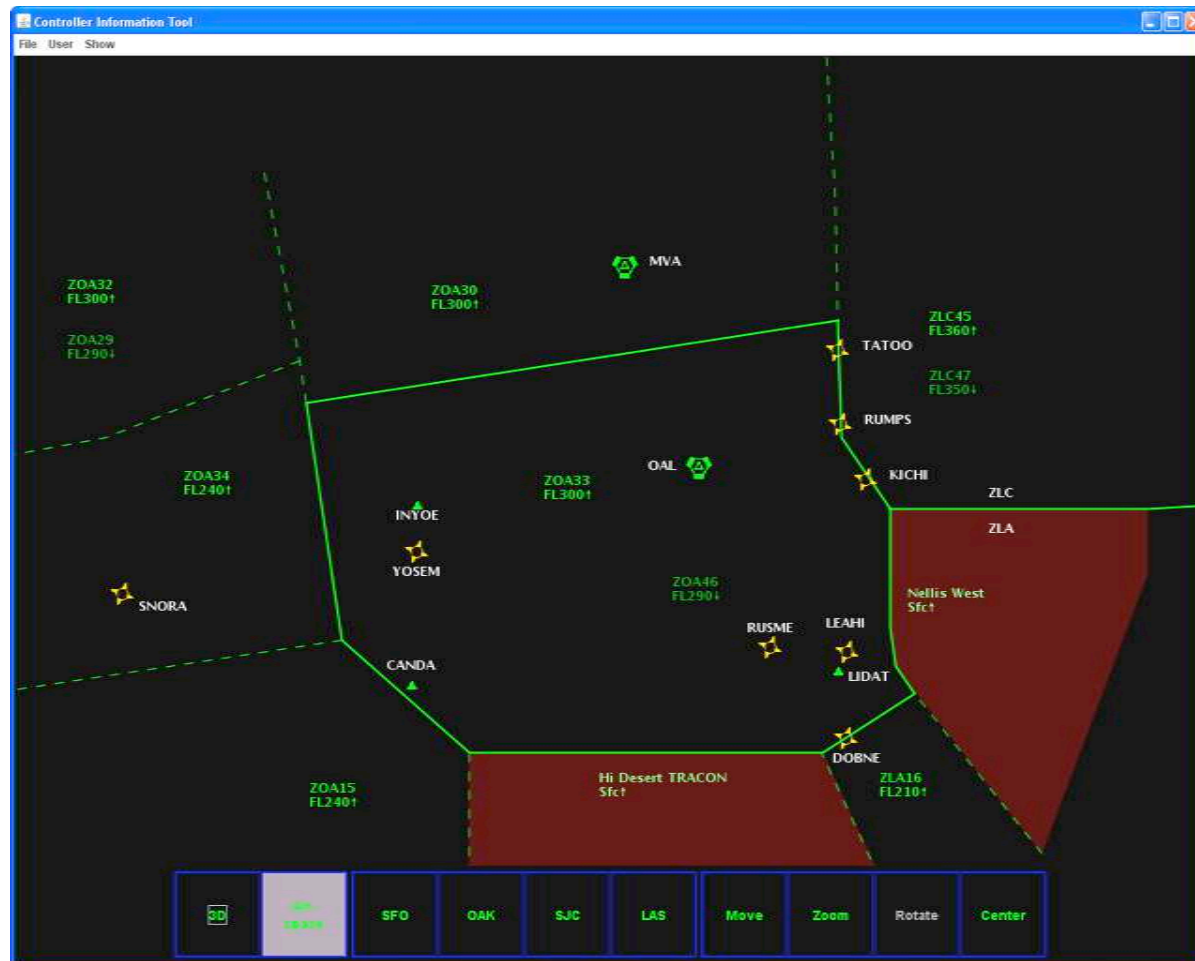 Controller Information Tool
File User Show
MVA
ZOA32
FL300↑
ZOA30
FL300↑
ZOA29
FL290↓
ZLC45
FL360↑
TATOO
ZLC47
FL350↓
RUMPS
ZOA34
FL240↑
OAL
ZOA33
FL300↑
KICHI
ZLC
INYOE
ZLA
YOSEM
ZOA46
FL290↓
Nellis West
Sfc↑
SNORA
RUSME
LEAHI
CANDA
LIDAT
DOBNE
ZOA15
FL240↑
Hi Desert TRACON
Sfc↑
ZLA16
FL210↑
3D
SFO
OAK
SJC
LAS
Move
Zoom
Rotate
Center